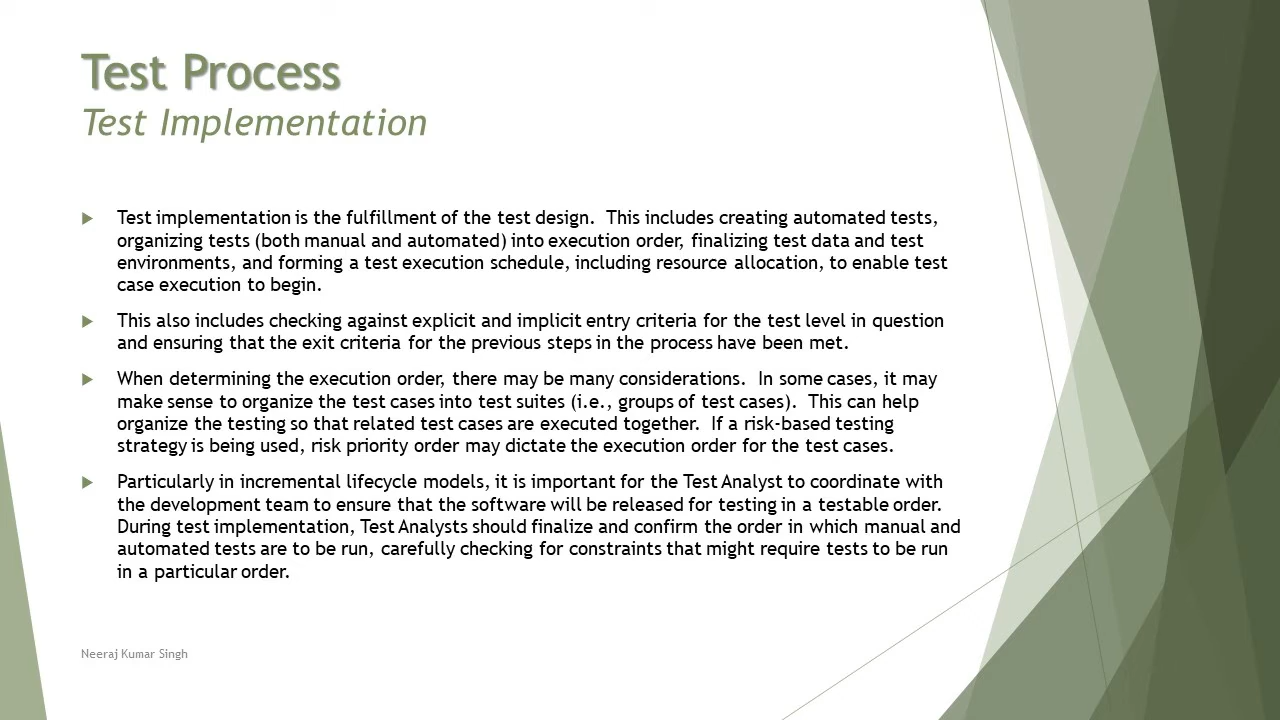 Test Process
Test Implementation
Test implementation is the fulfillment of the test design.  This includes creating automated tests,
organizing tests (both manual and automated) into execution order, finalizing test data and test
environments, and forming a test execution schedule, including resource allocation, to enable test
case execution to begin.
This also includes checking against explicit and implicit entry criteria for the test level in question
and ensuring that the exit criteria for the previous steps in the process have been met.
When determining the execution order, there may be many considerations.  In some cases, it may
make sense to organize the test cases into test suites (i.e., groups of test cases).  This can help
organize the testing so that related test cases are executed together.  If a risk-based testing
strategy is being used, risk priority order may dictate the execution order for the test cases.
Particularly in incremental lifecycle models, it is important for the Test Analyst to coordinate with
the development team to ensure that the software will be released for testing in a testable order.
During test implementation, Test Analysts should finalize and confirm the order in which manual and
automated tests are to be run, carefully checking for constraints that might require tests to be run
in a particular order.
Neeraj Kumar Singh